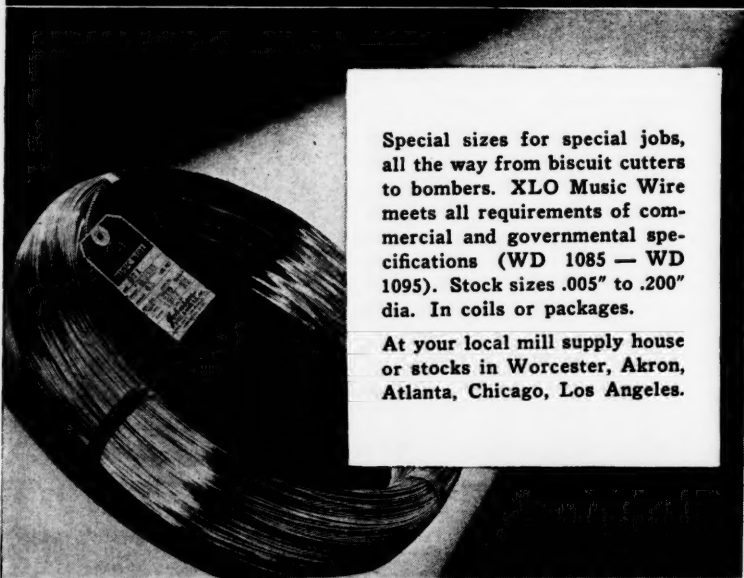 Special sizes for special jobs,
all the way from biscuit cutters
to bombers. XLO Music Wire
meets all requirements of com-
mercial and governmental spe-
cifications (WD 1085 — WD
1095). Stock sizes .005″ to .200″
dia. In coils or packages.
At your local mill supply house
or stocks in Worcester, Akron,
Atlanta, Chicago, Los Angeles.